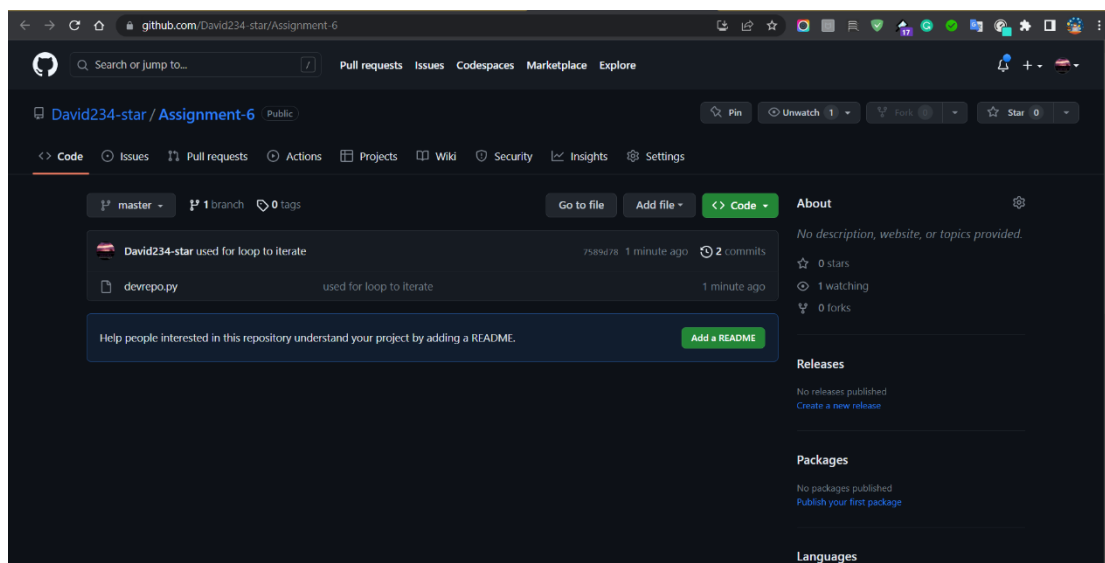 github.com/David234-star/Assignment-6
17
Search or jump to... / Pull requests Issues Codespaces Marketplace Explore
David234-star / Assignment-6 Public Pin Unwatch 1 Fork 0 Star 0
Code Issues Pull requests Actions Projects Wiki Security Insights Settings
master 1 branch 0 tags Go to file Add file Code
David234-star used for loop to iterate 7589d78 1 minute ago 2 commits
devrepo.py used for loop to iterate 1 minute ago
Help people interested in this repository understand your project by adding a README. Add a README
About
No description, website, or topics provided.
0 stars
1 watching
0 forks
Releases
No releases published
Create a new release
Packages
No packages published
Publish your first package
Languages